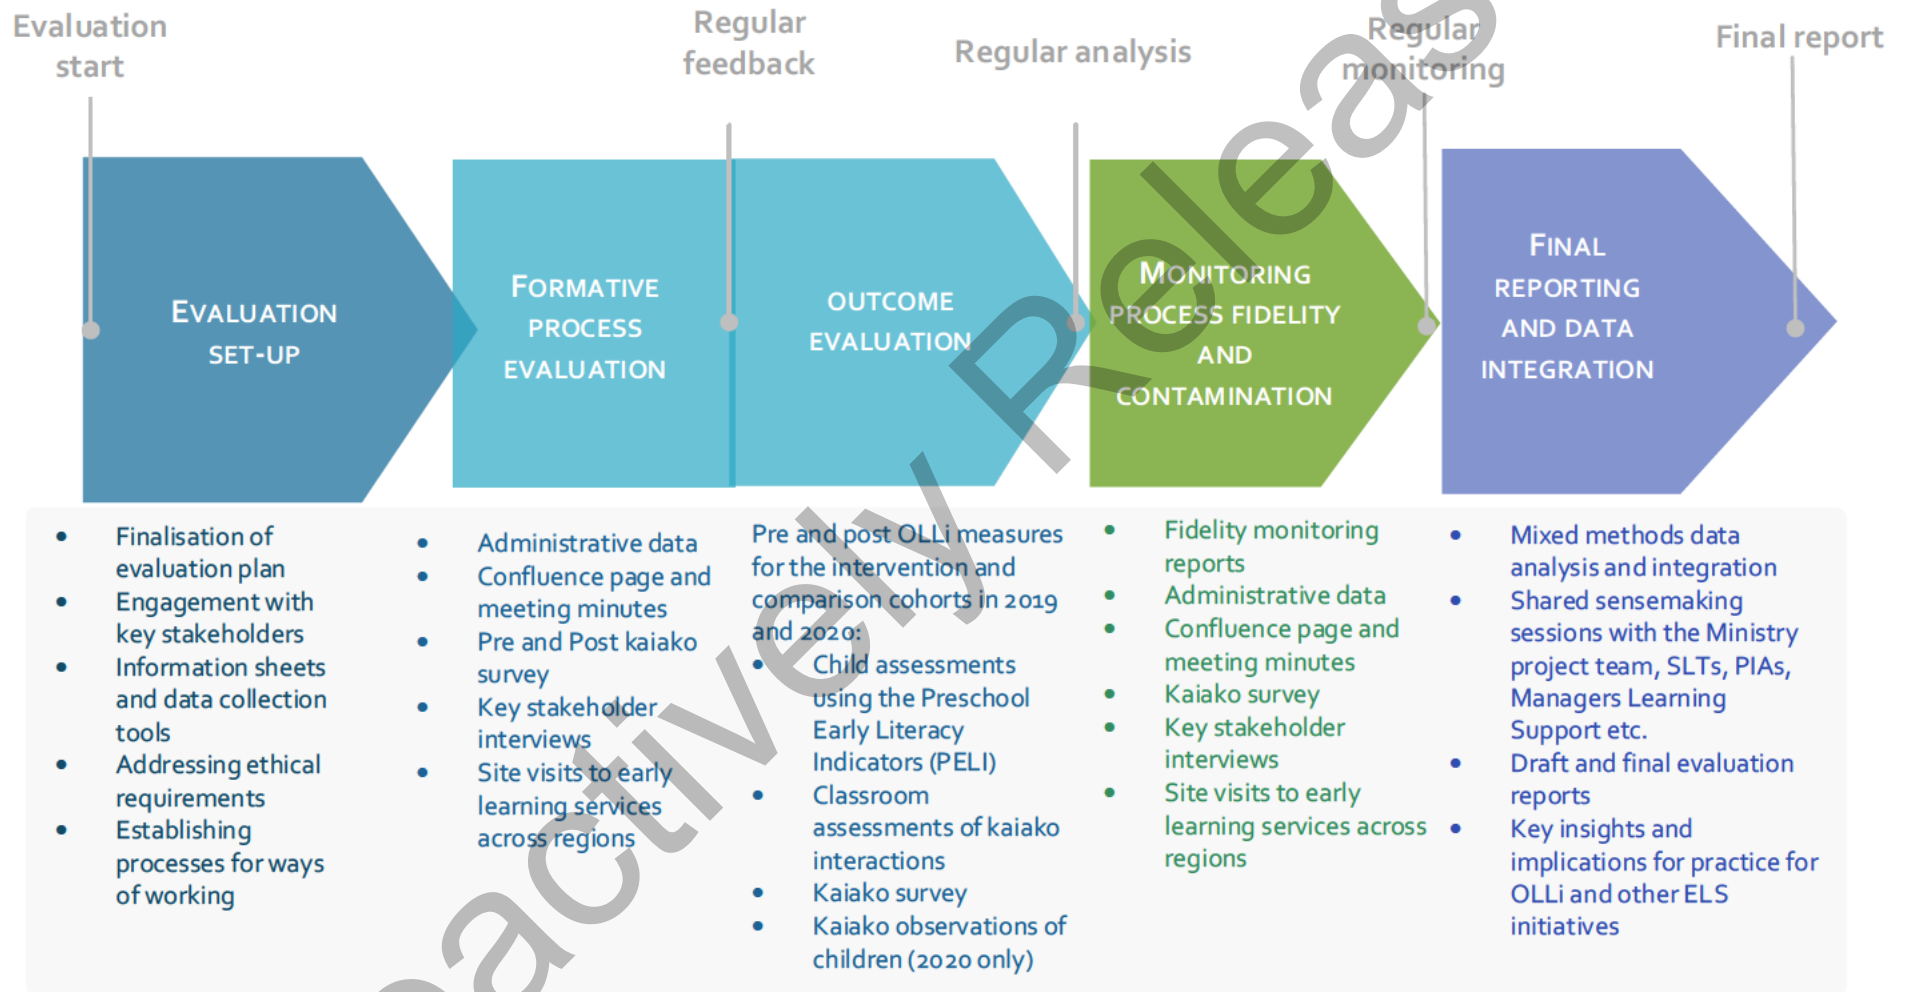 Evaluation
start
Regular
feedback
Regular analysis
Regular
monitoring
Final report
EVALUATION
SET-UP
FORMATIVE
PROCESS
EVALUATION
OUTCOME
EVALUATION
MONITORING
PROCESS FIDELITY
AND
CONTAMINATION
FINAL
REPORTING
AND DATA
INTEGRATION
• Finalisation of
evaluation plan
• Engagement with
key stakeholders
• Information sheets
and data collection
tools
• Addressing ethical
requirements
• Establishing
processes for ways
of working
• Administrative data
• Confluence page and
meeting minutes
• Pre and Post kaiako
survey
• Key stakeholder
interviews
• Site visits to early
learning services
across regions
Pre and post OLLi measures
for the intervention and
comparison cohorts in 2019
and 2020:
• Child assessments
using the Preschool
Early Literacy
Indicators (PELI)
• Classroom
assessments of kaiako
interactions
• Kaiako survey
• Kaiako observations of
children (2020 only)
• Fidelity monitoring
reports
• Administrative data
• Confluence page and
meeting minutes
• Kaiako survey
• Key stakeholder
interviews
• Site visits to early
learning services across
regions
• Mixed methods data
analysis and integration
• Shared sensemaking
sessions with the Ministry
project team, SLTs, PIAs,
Managers Learning
Support etc.
• Draft and final evaluation
reports
• Key insights and
implications for practice for
OLLi and other ELS
initiatives
actively Releas